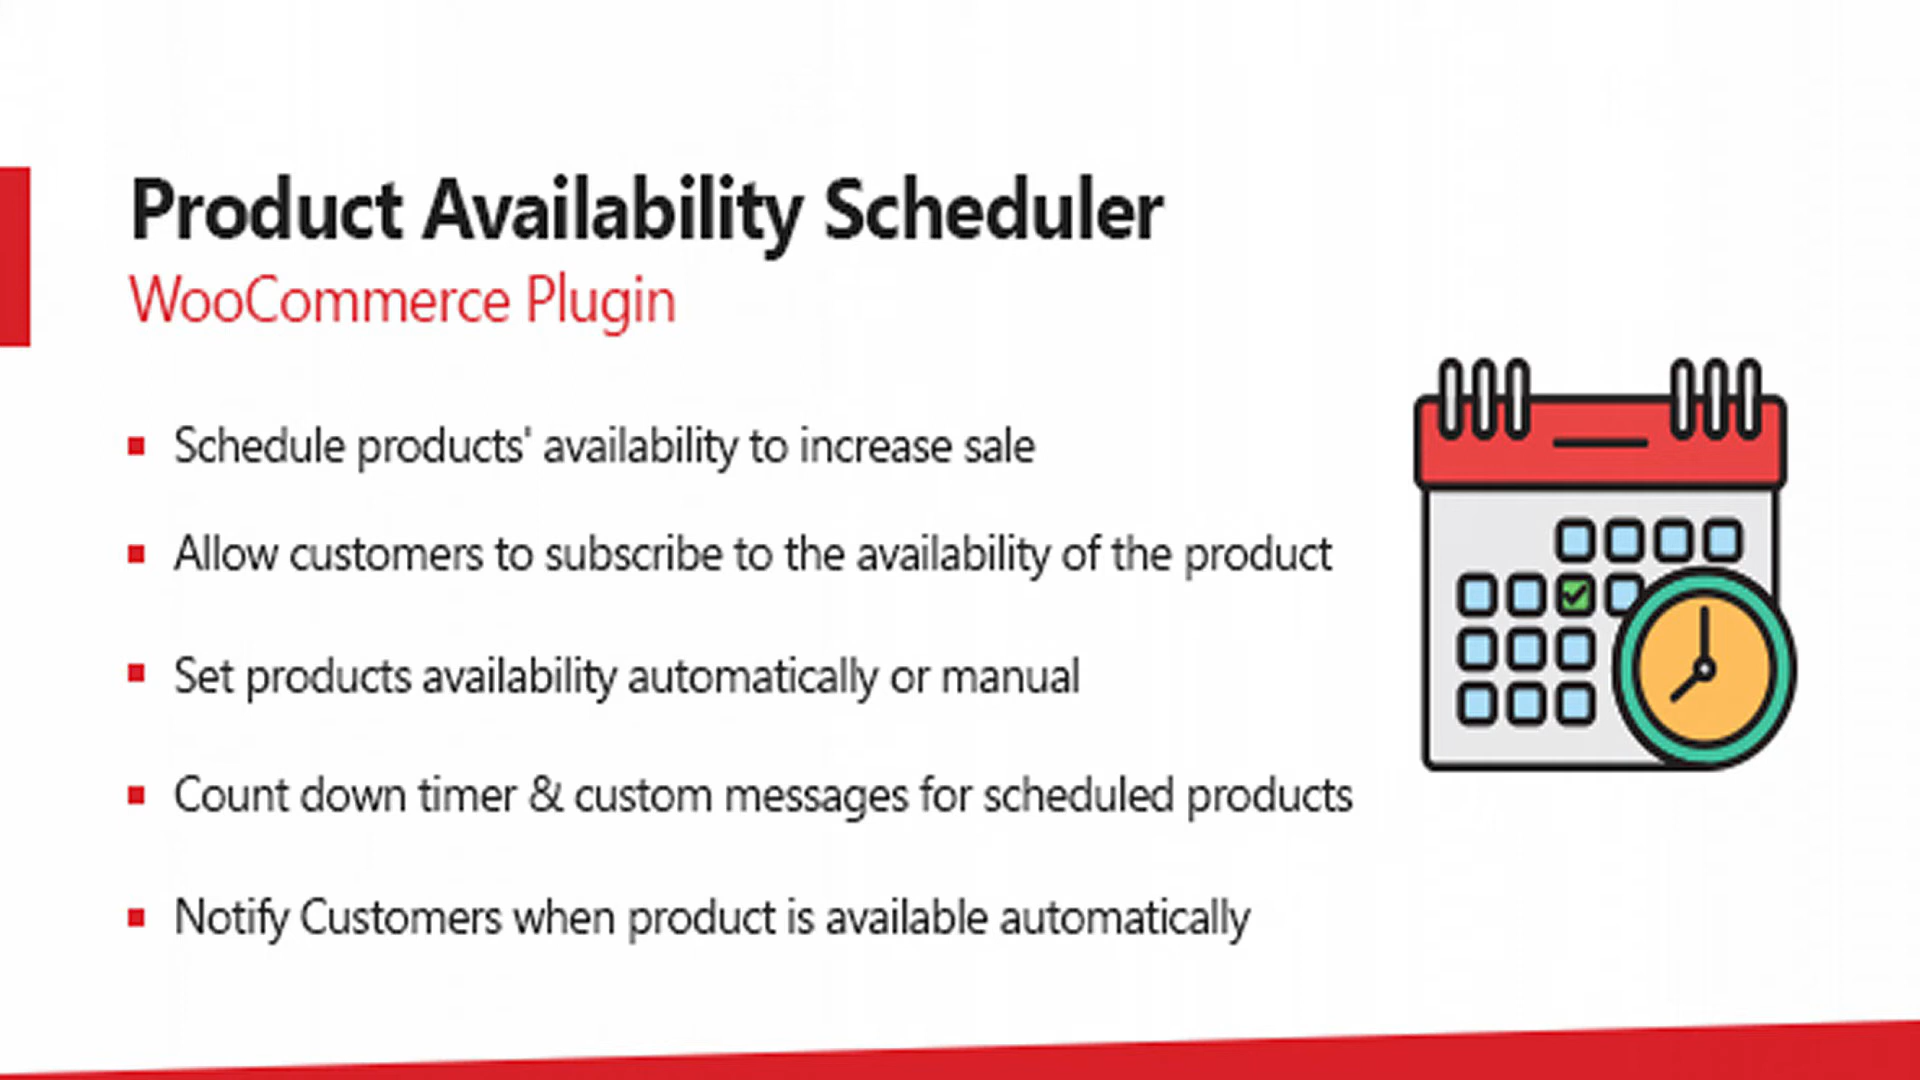 Product Availability Scheduler
WooCommerce Plugin
Schedule products' availability to increase sale
Allow customers to subscribe to the availability of the product
Set products availability automatically or manual
Count down timer & custom messages for scheduled products
Notify Customers when product is available automatically